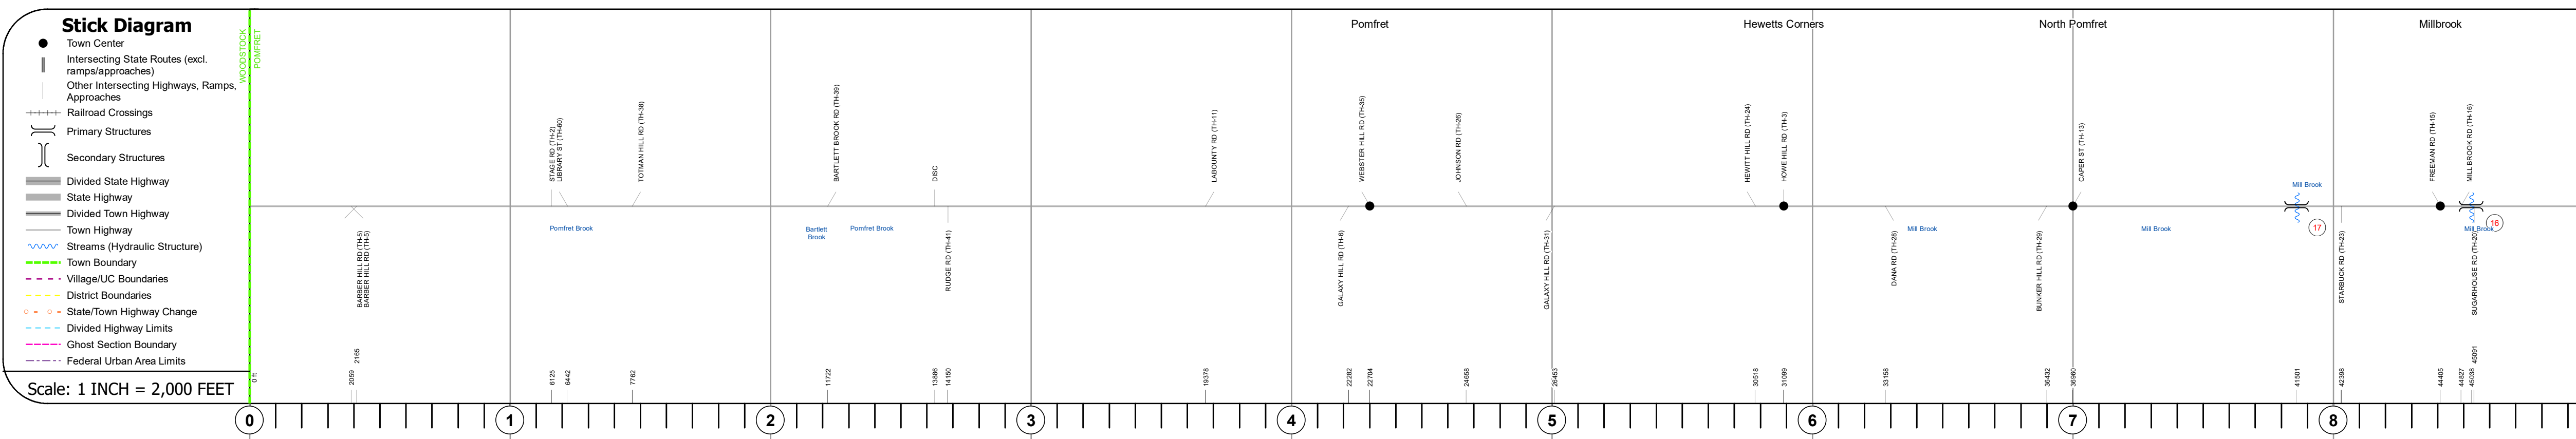 Stick Diagram
Town Center
Intersecting State Routes (excl.
ramps/approaches)
Other Intersecting Highways, Ramps,
Approaches
Railroad Crossings
Primary Structures
Secondary Structures
Divided State Highway
State Highway
Divided Town Highway
Town Highway
Streams (Hydraulic Structure)
Town Boundary
Village/UC Boundaries
District Boundaries
State/Town Highway Change
Divided Highway Limits
Ghost Section Boundary
Federal Urban Area Limits
Scale: 1 INCH = 2,000 FEET
WOODSTOCK
POMFRET
Pomfret
Hewetts Corners
North Pomfret
Millbrook
STAGE RD (TH-2)
LIBRARY ST (TH-60)
TOTMAN HILL RD (TH-38)
BARTLETT BROOK RD (TH-39)
DISC
LABOUNTY RD (TH-11)
WEBSTER HILL RD (TH-35)
JOHNSON RD (TH-26)
HEWITT HILL RD (TH-24)
HOWE HILL RD (TH-3)
CAPER ST (TH-13)
FREEMAN RD (TH-15)
MILL BROOK RD (TH-16)
Mill Brook
Pomfret Brook
Bartlett
Brook
Pomfret Brook
Mill Brook
Mill Brook
17
Mill Brook
16
BARBER HILL RD (TH-5)
BARBER HILL RD (TH-5)
RUDGE RD (TH-41)
GALAXY HILL RD (TH-6)
GALAXY HILL RD (TH-31)
DANA RD (TH-28)
BUNKER HILL RD (TH-29)
STARBUCK RD (TH-23)
SUGARHOUSE RD (TH-20)
0 ft
2059
2165
6125
6442
7762
11722
13886
14150
19378
22282
22704
24658
26453
30518
31099
33158
36432
36960
41501
42398
44405
44827
45038
45091
0
1
2
3
4
5
6
7
8